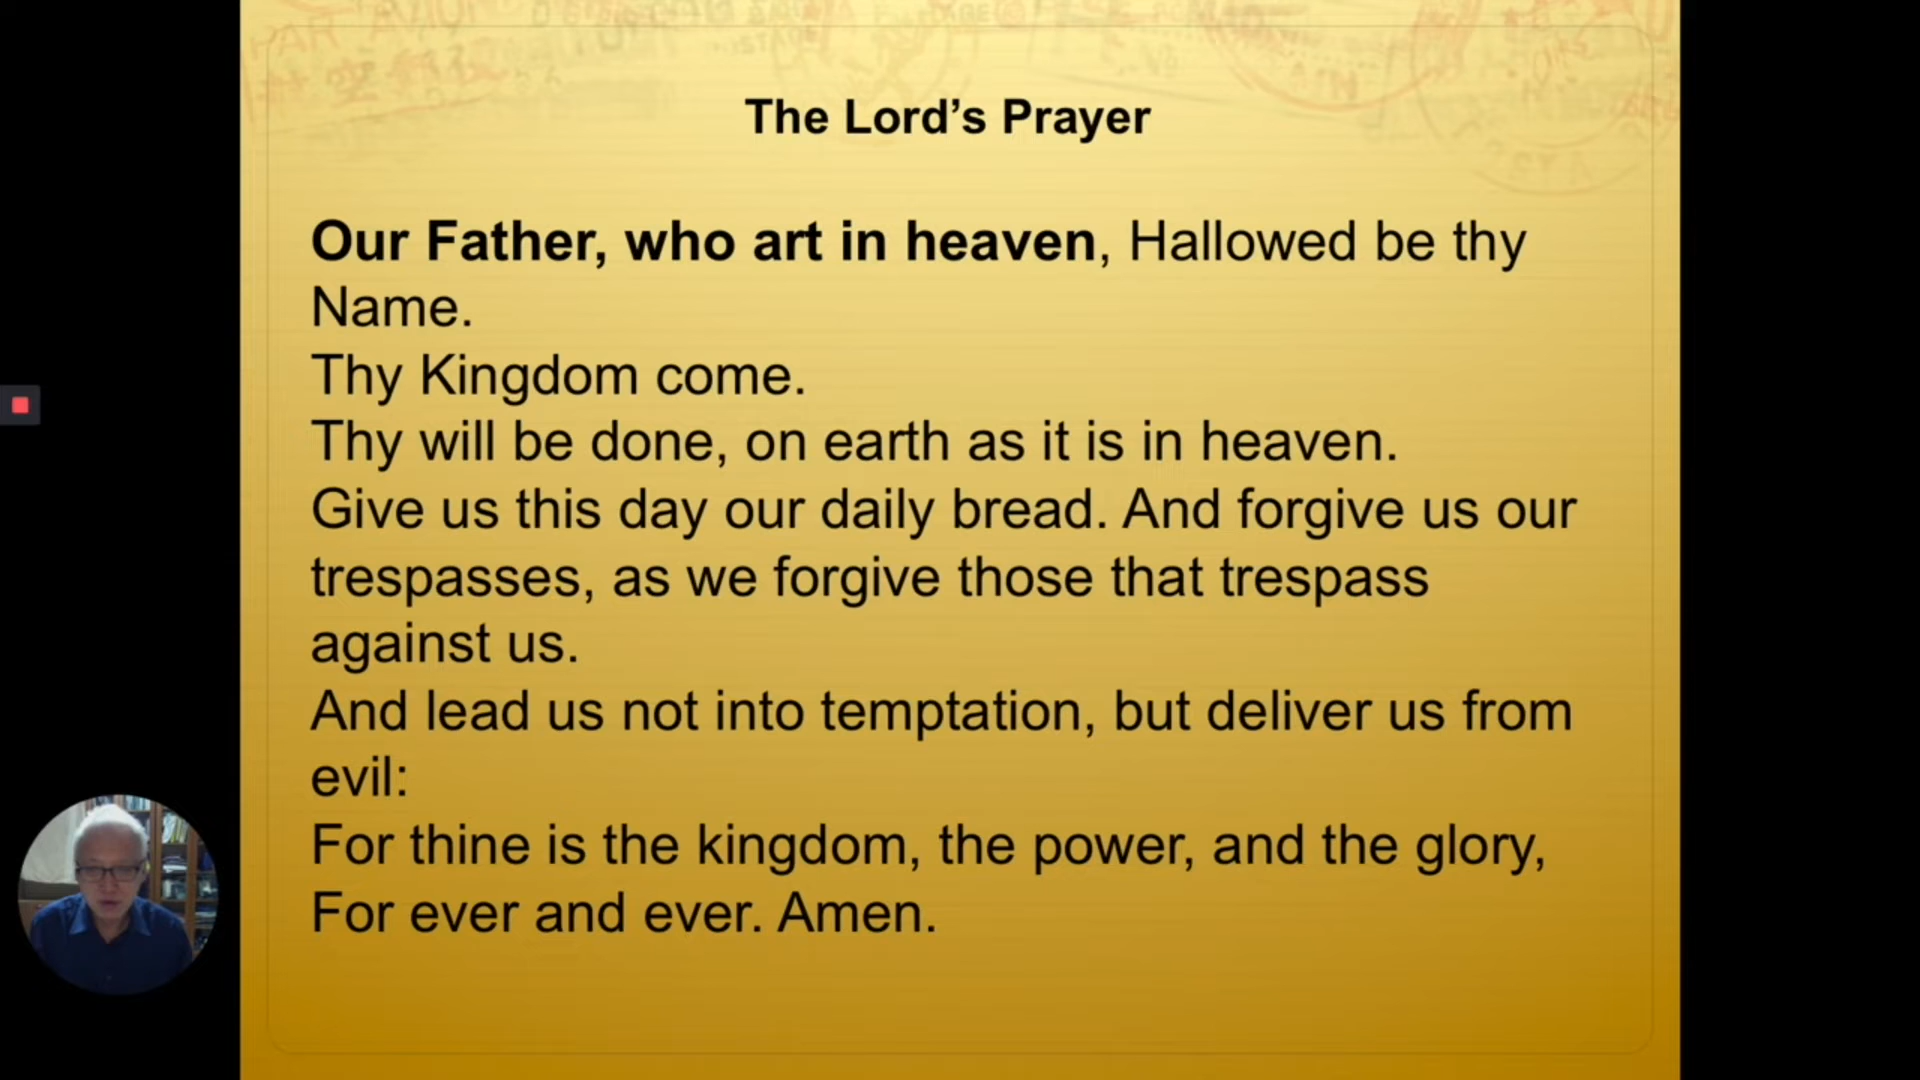 PAR AVION
The Lord’s Prayer
Our Father, who art in heaven, Hallowed be thy
Name.
Thy Kingdom come.
Thy will be done, on earth as it is in heaven.
Give us this day our daily bread. And forgive us our
trespasses, as we forgive those that trespass
against us.
And lead us not into temptation, but deliver us from
evil:
For thine is the kingdom, the power, and the glory,
For ever and ever. Amen.